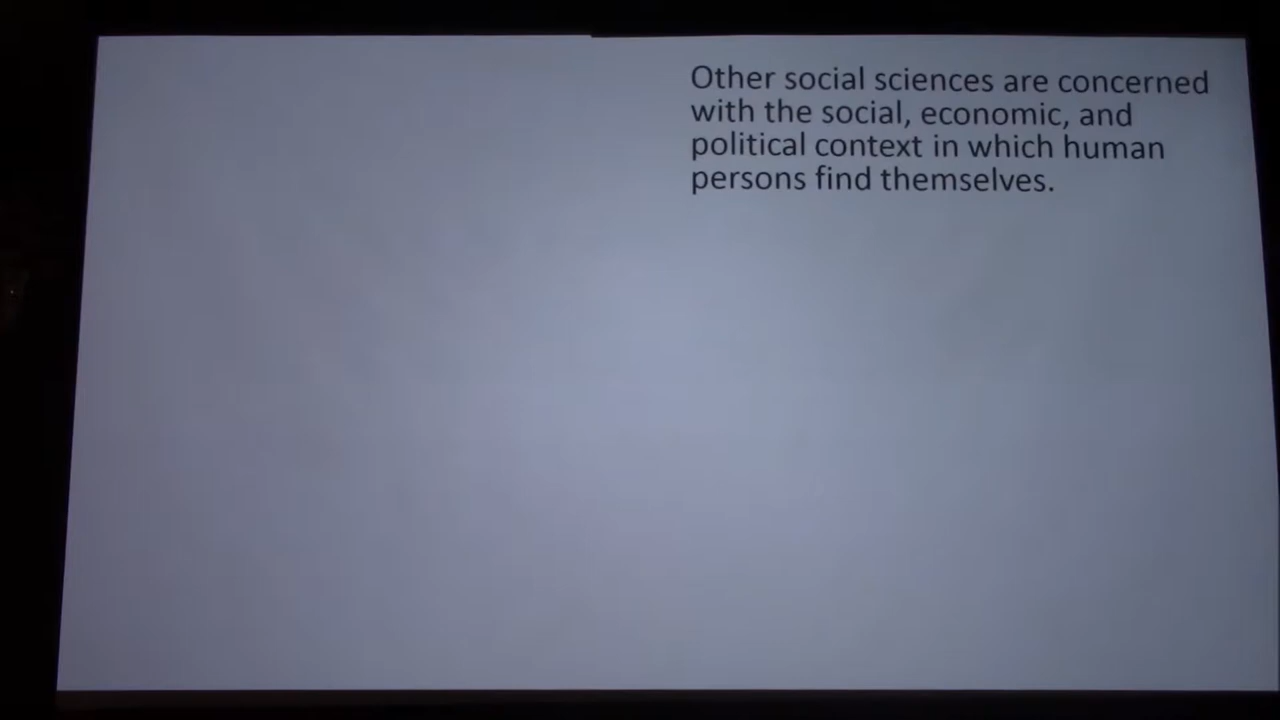 Other social sciences are concerned
with the social, economic, and
political context in which human
persons find themselves.